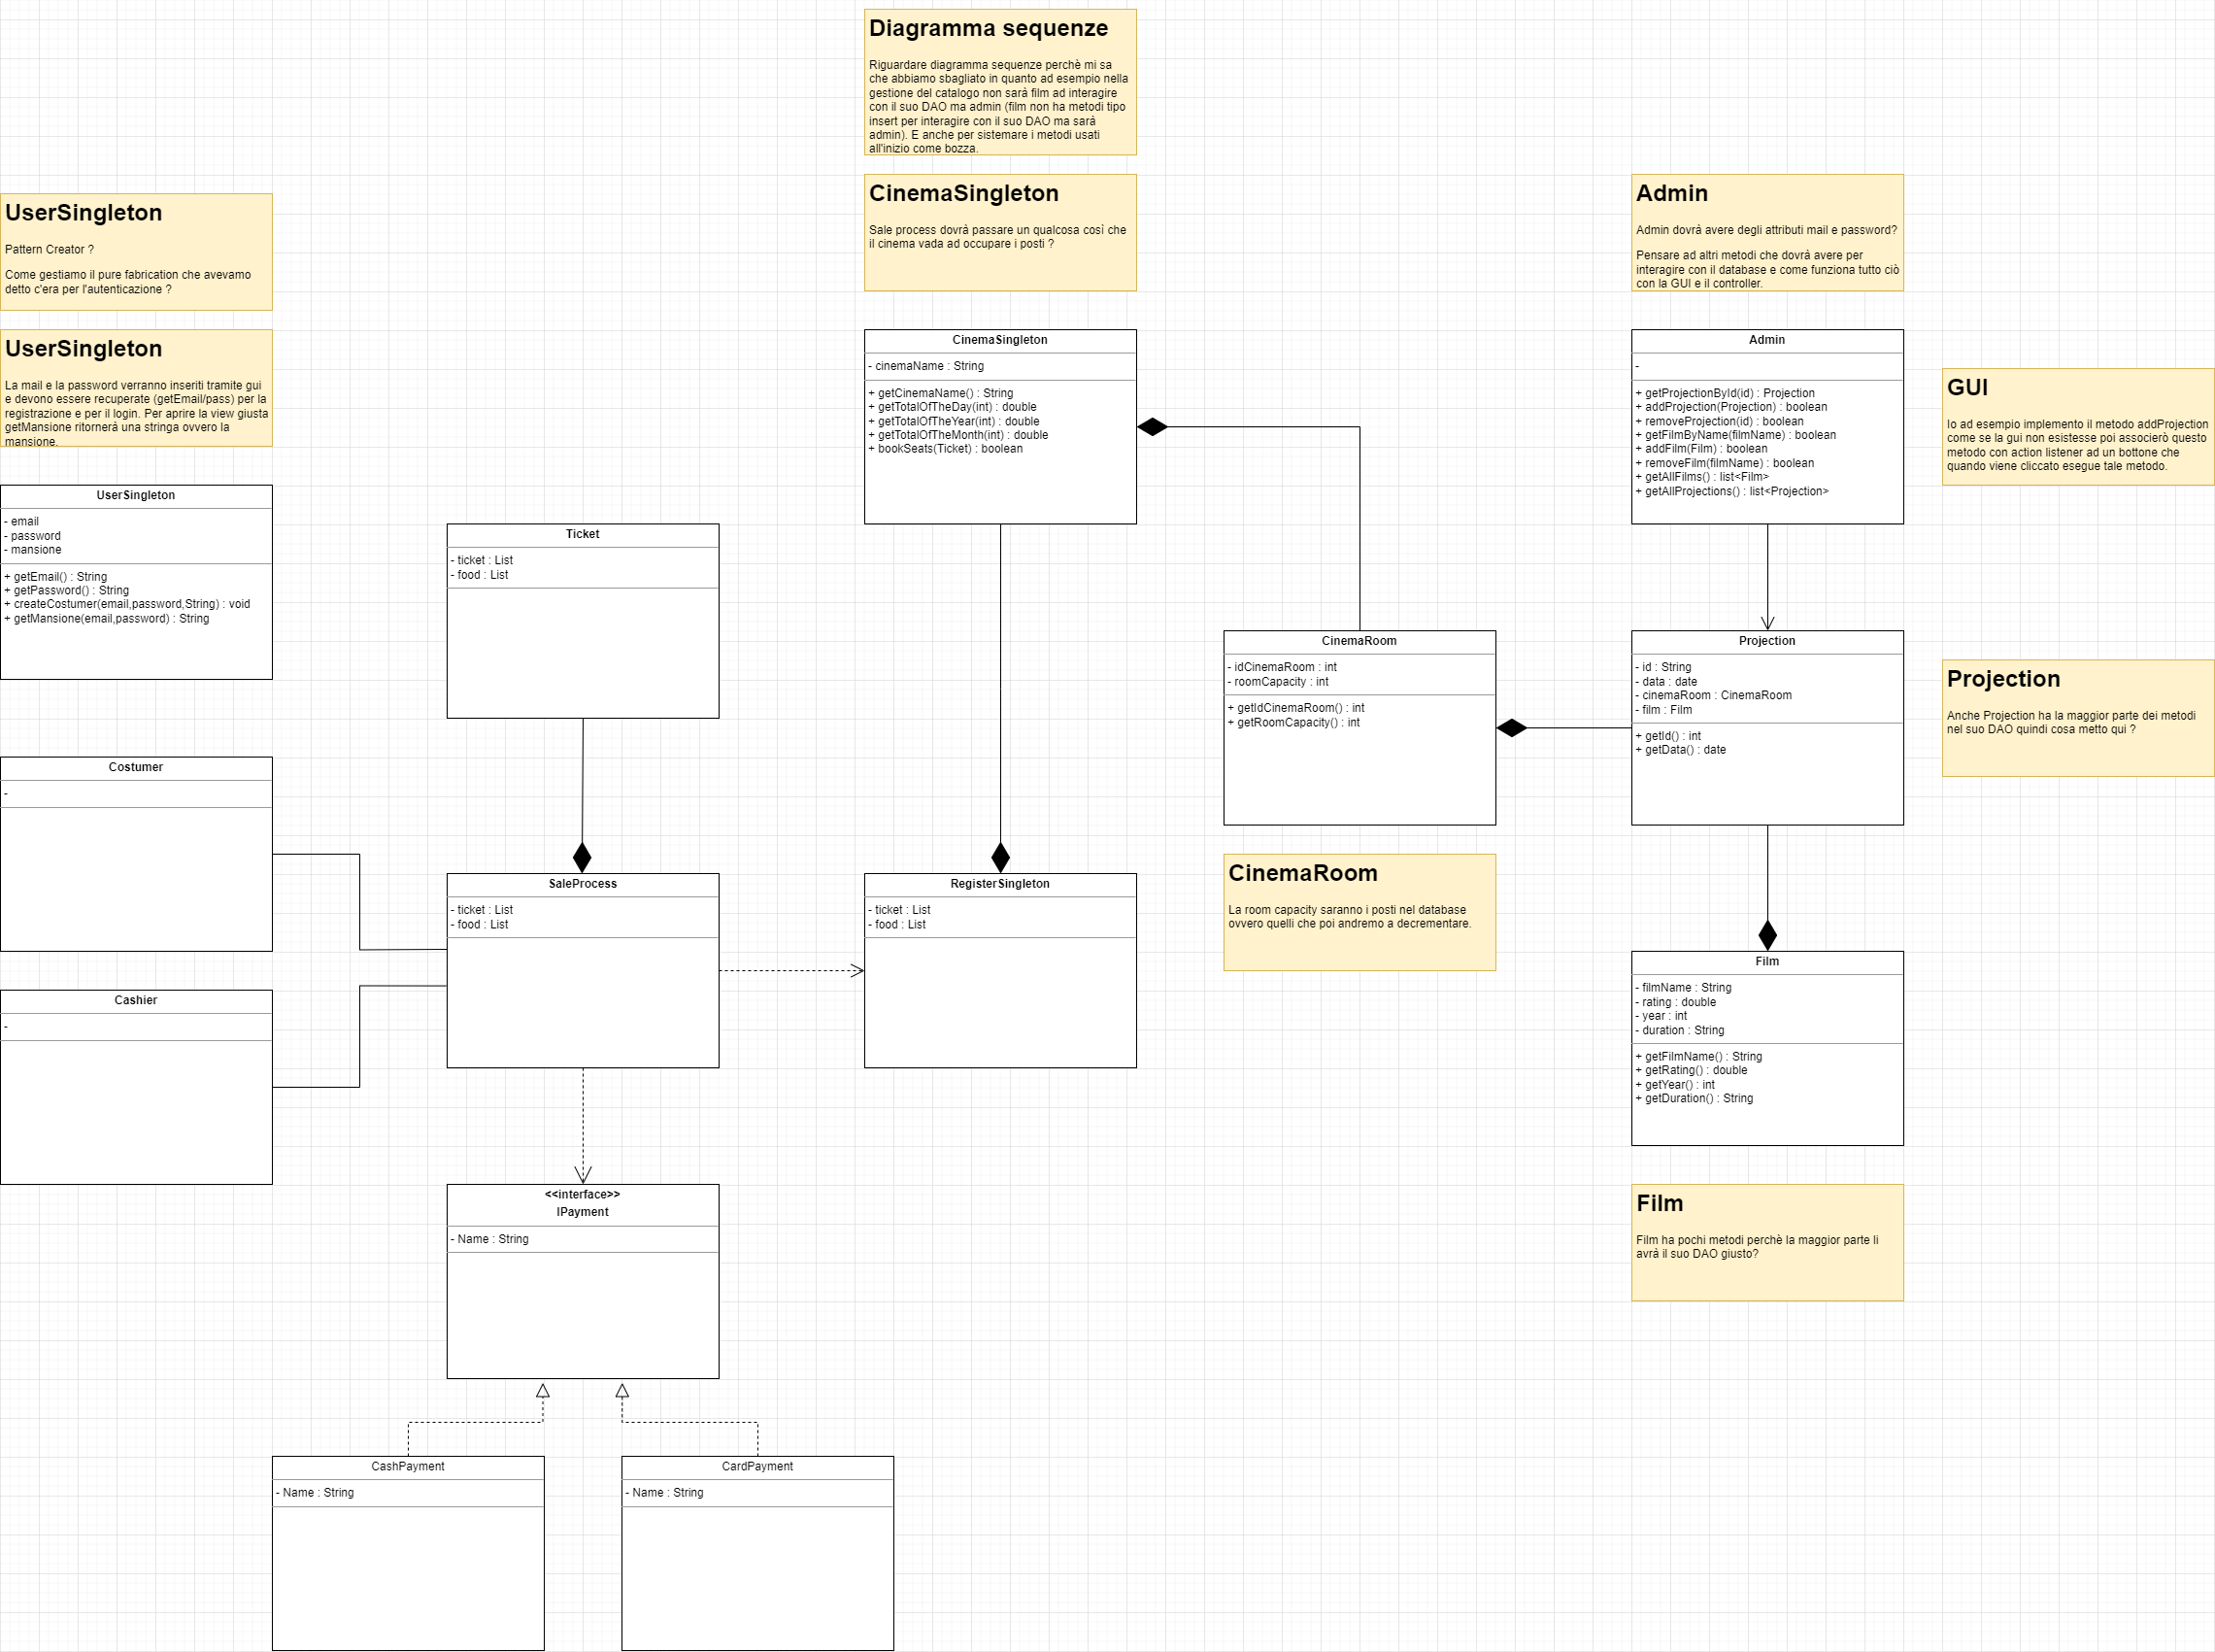 Diagramma sequenze
Riguardare diagramma sequenze perchè mi sa
che abbiamo sbagliato in quanto ad esempio nella
gestione del catalogo non sarà film ad interagire
con il suo DAO ma admin (film non ha metodi tipo
insert per interagire con il suo DAO ma sarà
admin). E anche per sistemare i metodi usati
all'inizio come bozza.
UserSingleton
Pattern Creator ?
Come gestiamo il pure fabrication che avevamo
detto c'era per l'autenticazione ?
CinemaSingleton
Sale process dovrà passare un qualcosa così che
il cinema vada ad occupare i posti ?
Admin
Admin dovrà avere degli attributi mail e password?
Pensare ad altri metodi che dovrà avere per
interagire con il database e come funziona tutto ciò
con la GUI e il controller.
UserSingleton
La mail e la password verranno inseriti tramite gui
e devono essere recuperate (getEmail/pass) per la
registrazione e per il login. Per aprire la view giusta
getMansione ritornerà una stringa ovvero la
mansione.
CinemaSingleton
- cinemaName : String
+ getCinemaName() : String
+ getTotalOfTheDay(int) : double
+ getTotalOfTheYear(int) : double
+ getTotalOfTheMonth(int) : double
+ bookSeats(Ticket) : boolean
Admin
-
+ getProjectionById(id) : Projection
+ addProjection(Projection) : boolean
+ removeProjection(id) : boolean
+ getFilmByName(filmName) : boolean
+ addFilm(Film) : boolean
+ removeFilm(filmName) : boolean
+ getAllFilms() : list<Film>
+ getAllProjections() : list<Projection>
GUI
Io ad esempio implemento il metodo addProjection
come se la gui non esistesse poi associerò questo
metodo con action listener ad un bottone che
quando viene cliccato esegue tale metodo.
UserSingleton
- email
- password
- mansione
+ getEmail() : String
+ getPassword() : String
+ createCostumer(email,password,String) : void
+ getMansione(email,password) : String
Ticket
- ticket : List
- food : List
CinemaRoom
- idCinemaRoom : int
- roomCapacity : int
+ getIdCinemaRoom() : int
+ getRoomCapacity() : int
Projection
- id : String
- data : date
- cinemaRoom : CinemaRoom
- film : Film
+ getId() : int
+ getData() : date
Projection
Anche Projection ha la maggior parte dei metodi
nel suo DAO quindi cosa metto qui ?
Costumer
-
SaleProcess
- ticket : List
- food : List
RegisterSingleton
- ticket : List
- food : List
CinemaRoom
La room capacity saranno i posti nel database
ovvero quelli che poi andremo a decrementare.
Film
- filmName : String
- rating : double
- year : int
- duration : String
+ getFilmName() : String
+ getRating() : double
+ getYear() : int
+ getDuration() : String
Cashier
-
<<interface>>
IPayment
- Name : String
Film
Film ha pochi metodi perchè la maggior parte li
avrà il suo DAO giusto?
CashPayment
- Name : String
CardPayment
- Name : String